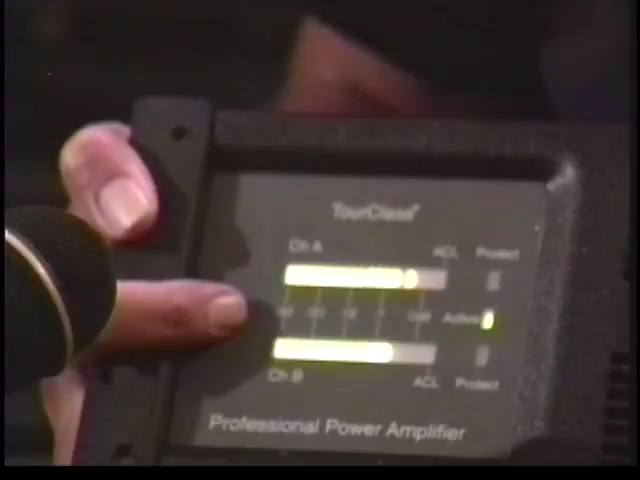 TourClass
Ch A
ACL Protect
Active
Ch B
ACL Protect
Professional Power Amplifier